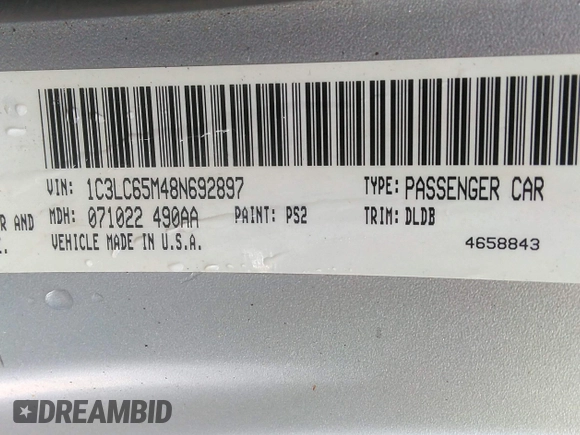 VIN: 1C3LC65M48N692897 TYPE: PASSENGER CAR
R AND MDH: 071022 490AA PAINT: PS2 TRIM: DLDB
E. VEHICLE MADE IN U.S.A.
4658843
DREAMBID